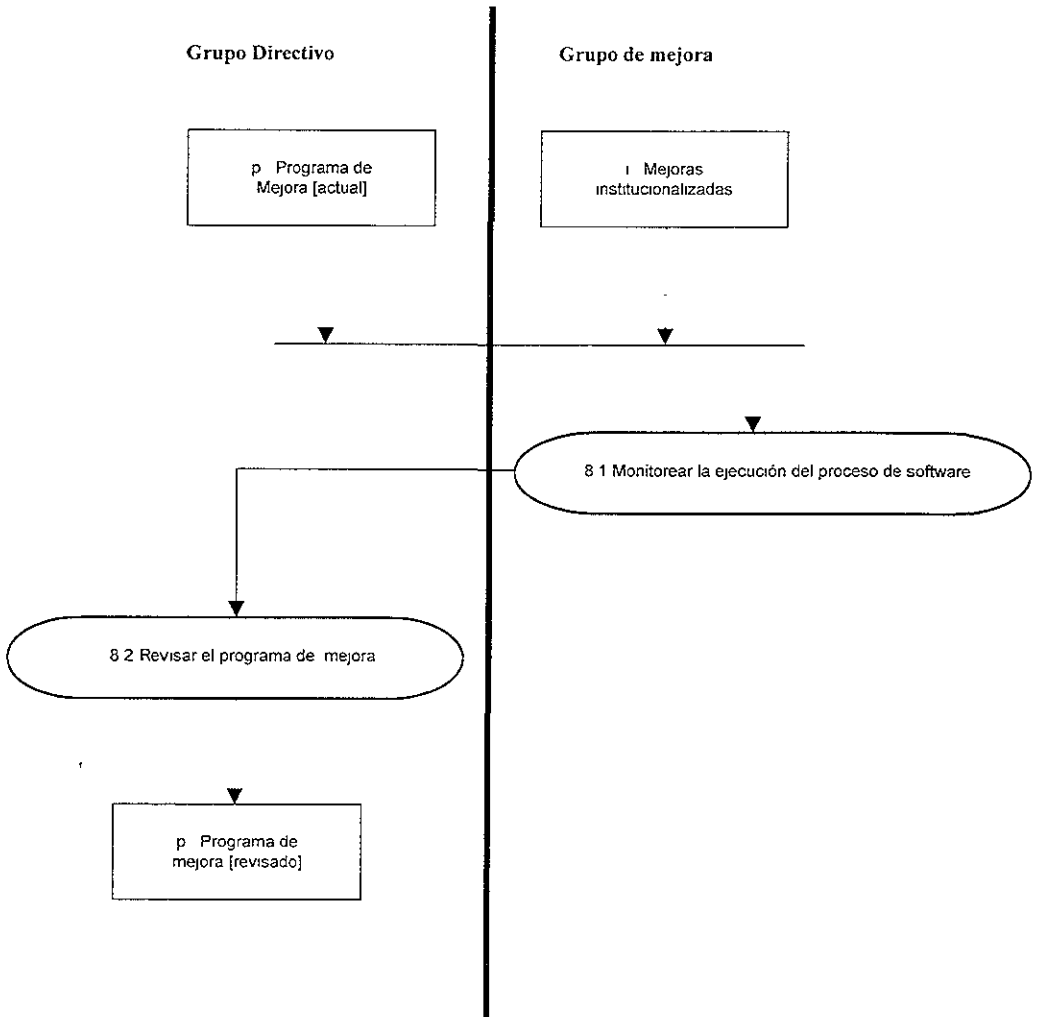 Grupo Directivo
Grupo de mejora
p Programa de
Mejora [actual]
i Mejoras
institucionalizadas
8 1 Monitorear la ejecución del proceso de software
8 2 Revisar el programa de mejora
p Programa de
mejora [revisado]